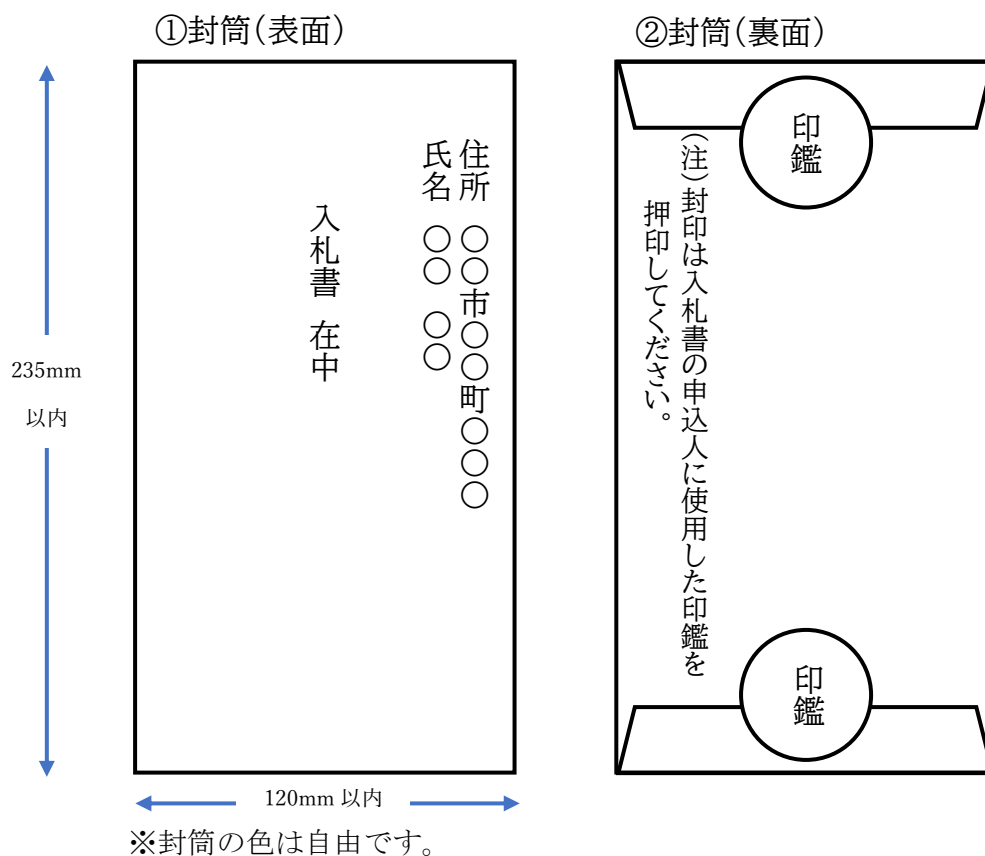 ①封筒(表面)
住所 ○○市○○町○○○
氏名 ○○ ○○
入札書 在中
235mm
以内
120mm 以内
※封筒の色は自由です。
②封筒(裏面)
印鑑
(注)封印は入札書の申込人に使用した印鑑を
押印してください。
印鑑